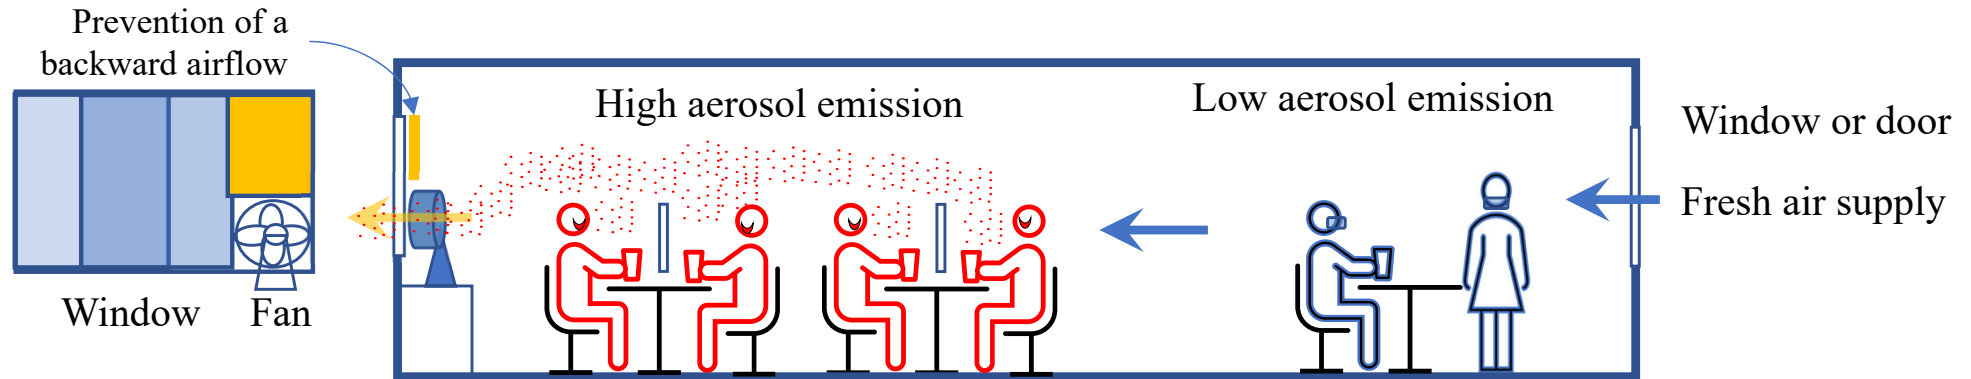 Prevention of a
backward airflow
High aerosol emission
Low aerosol emission
Window or door
Fresh air supply
Window
Fan